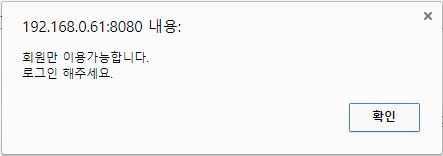 192.168.0.61:8080 내용:
회원만 이용가능합니다.
로그인 해주세요.
확인